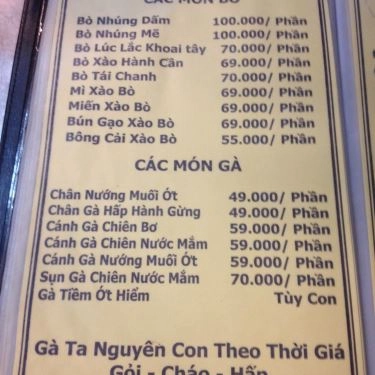 CÁC MÓN BÒ
Bò Nhúng Dấm 100.000/ Phần
Bò Nhúng Mẽ 100.000/ Phần
Bò Lúc Lắc Khoai tây 70.000/ Phần
Bò Xào Hành Cần 69.000/ Phần
Bò Tái Chanh 70.000/ Phần
Mì Xào Bò 69.000/ Phần
Miến Xào Bò 69.000/ Phần
Bún Gạo Xào Bò 69.000/ Phần
Bông Cải Xào Bò 55.000/ Phần
CÁC MÓN GÀ
Chân Nướng Muối Ớt 49.000/ Phần
Chân Gà Hấp Hành Gừng 49.000/ Phần
Cánh Gà Chiên Bơ 59.000/ Phần
Cánh Gà Chiên Nước Mắm 59.000/ Phần
Cánh Gà Nướng Muối Ớt 59.000/ Phần
Sụn Gà Chiên Nước Mắm 70.000/ Phần
Gà Tiềm Ớt Hiểm Tùy Con
Gà Ta Nguyên Con Theo Thời Giá
Gỏi - Cháo - Hấp